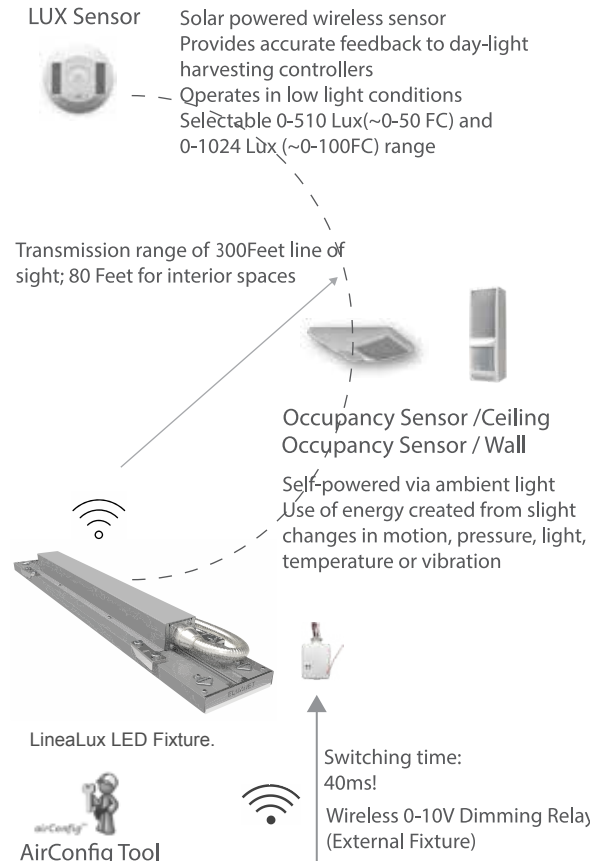 LUX Sensor
Solar powered wireless sensor
Provides accurate feedback to day-light
harvesting controllers
Operates in low light conditions
Selectable 0-510 Lux(~0-50 FC) and
0-1024 Lux (~0-100FC) range
Transmission range of 300Feet line of
sight; 80 Feet for interior spaces
Occupancy Sensor /Ceiling
Occupancy Sensor / Wall
Self-powered via ambient light
Use of energy created from slight
changes in motion, pressure, light,
temperature or vibration
LineaLux LED Fixture.
Switching time:
40ms!
Wireless 0-10V Dimming Relay
(External Fixture)
airConfig™
AirConfig Tool